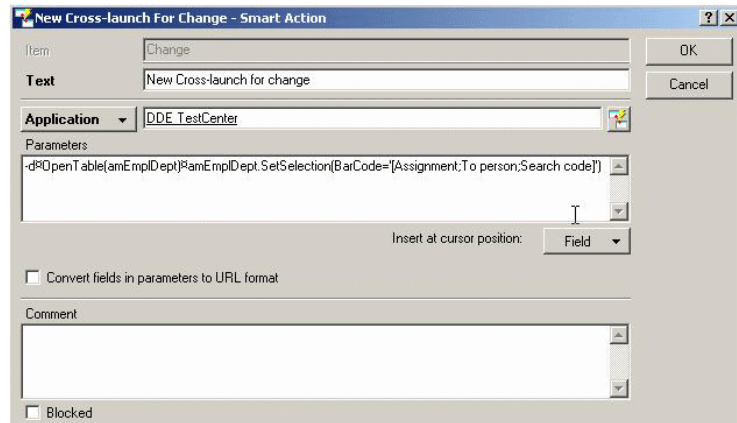 New Cross-launch For Change - Smart Action
Item Change OK
Text New Cross-launch for change Cancel
Application DDE TestCenter
Parameters
-d¤OpenTable(amEmplDept)¤amEmplDept.SetSelection(BarCode='[Assignment;To person;Search code]')
Insert at cursor position: Field
Convert fields in parameters to URL format
Comment
Blocked